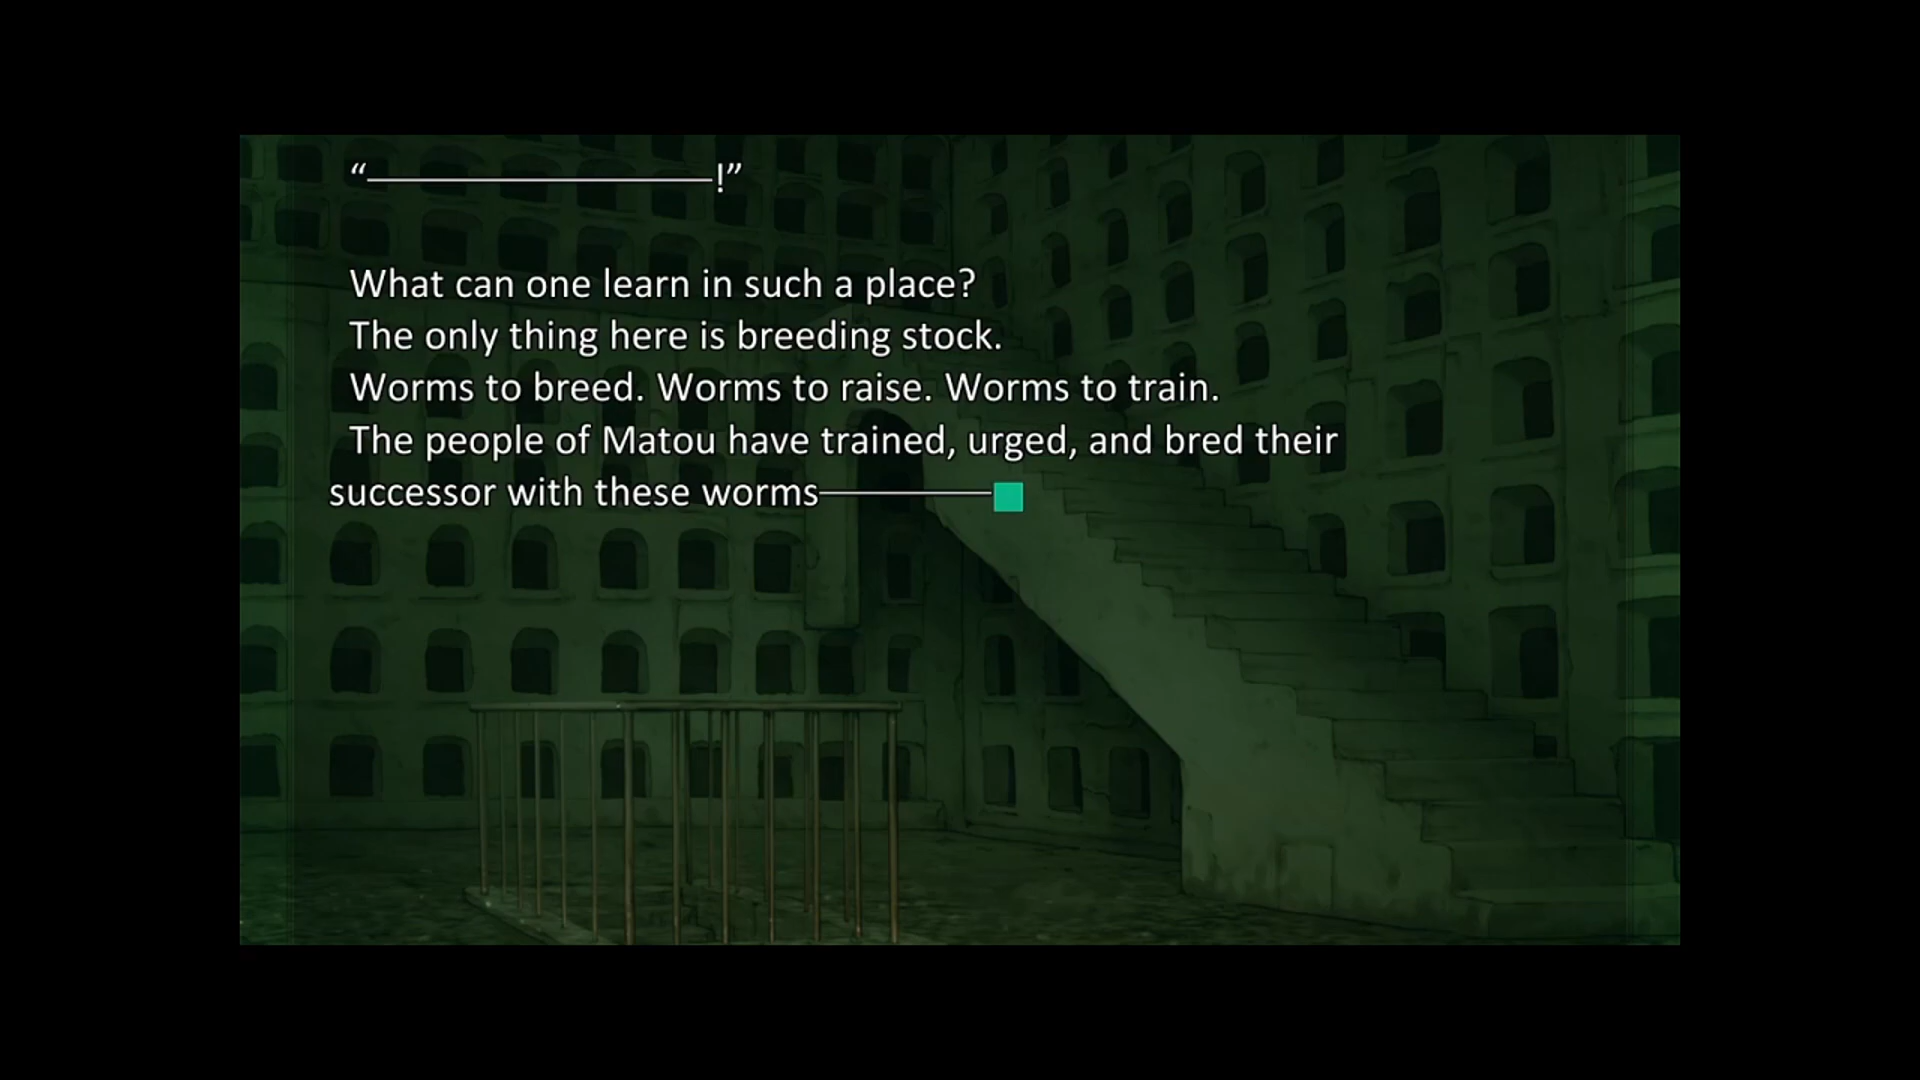 “――――――――!”
What can one learn in such a place?
The only thing here is breeding stock.
Worms to breed. Worms to raise. Worms to train.
The people of Matou have trained, urged, and bred their
successor with these worms――――